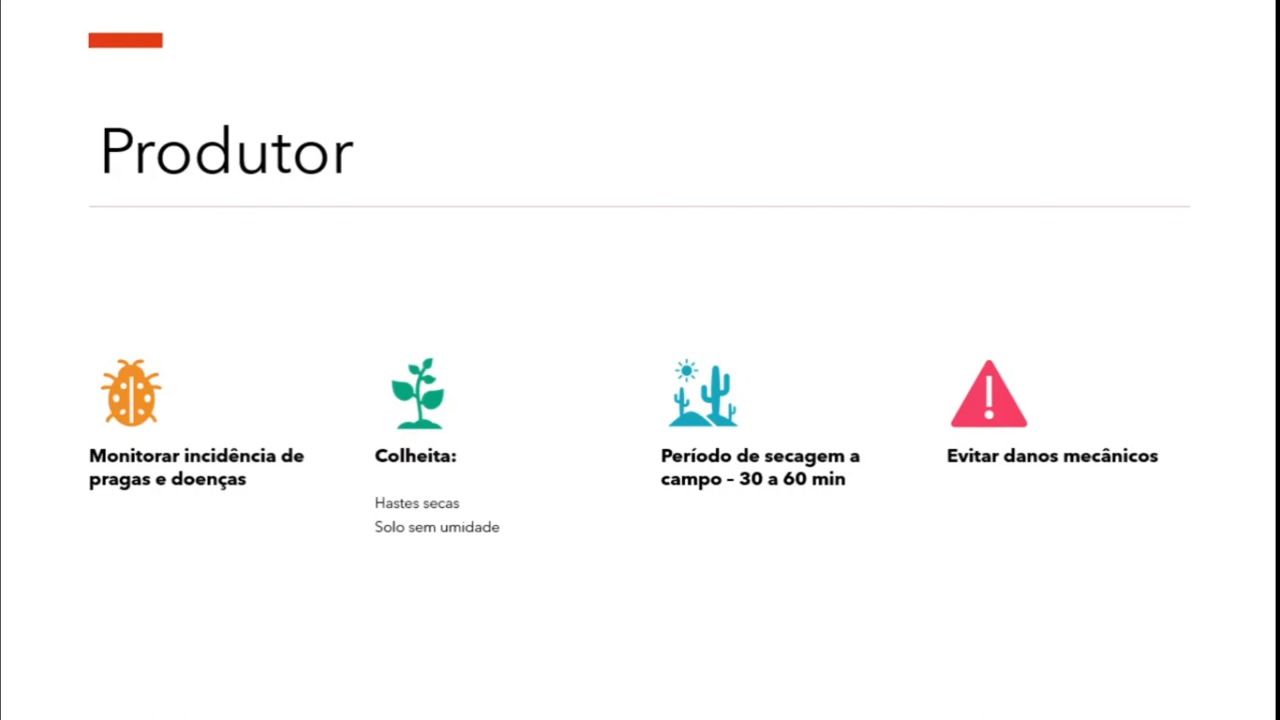 Produtor
Monitorar incidência de
pragas e doenças
Colheita:
Hastes secas
Solo sem umidade
Período de secagem a
campo – 30 a 60 min
Evitar danos mecânicos